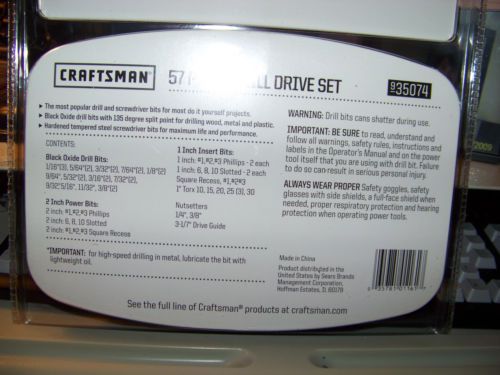 CRAFTSMAN
57 DRIVE SET
935074
▸ The most popular drill and screwdriver bits for most do it yourself projects.
▸ Black Oxide drill bits with 135 degree split point for drilling wood, metal and plastic.
▸ Hardened tempered steel screwdriver bits for maximum life and performance.
CONTENTS:
Black Oxide Drill Bits:
1/16"(3), 5/64"(2), 3/32"(2), 7/64"(2), 1/8"(2)
9/64", 5/32"(2), 3/16"(2), 7/32"(2),
11/32", 3/8"(2)
2 Inch Power Bits:
2 inch: #1,#2,#3 Phillips
2 inch: 6, 8, 10 Slotted
2 inch: #1,#2,#3 Square Recess
1 Inch Insert Bits:
1 inch: #1,#2,#3 Phillips - 2 each
1 inch: 6, 8, 10 Slotted - 2 each
Square Recess, #1,#2,#3
1" Torx 10, 15, 20, 25 (3), 30
Nutsetters
1/4", 3/8"
3-1/7" Drive Guide
*IMPORTANT: for high-speed drilling in metal, lubricate the bit with
lightweight oil.
WARNING: Drill bits can shatter during use.
IMPORTANT: BE SURE to read, understand and
follow all warnings, safety rules, instructions and
labels in the Operator's Manual and on the power
tool itself that you are using with drill bit. Failure
to do so can result in serious personal injury.
ALWAYS WEAR PROPER Safety goggles, safety
glasses with side shields, a full-face shield when
needed, proper respiratory protection and hearing
protection when operating power tools.
Made in China
Product distributed in the
United States by Sears Brands
Management Corporation,
Hoffman Estates, IL 60179
See the full line of Craftsman® products at craftsman.com
2009